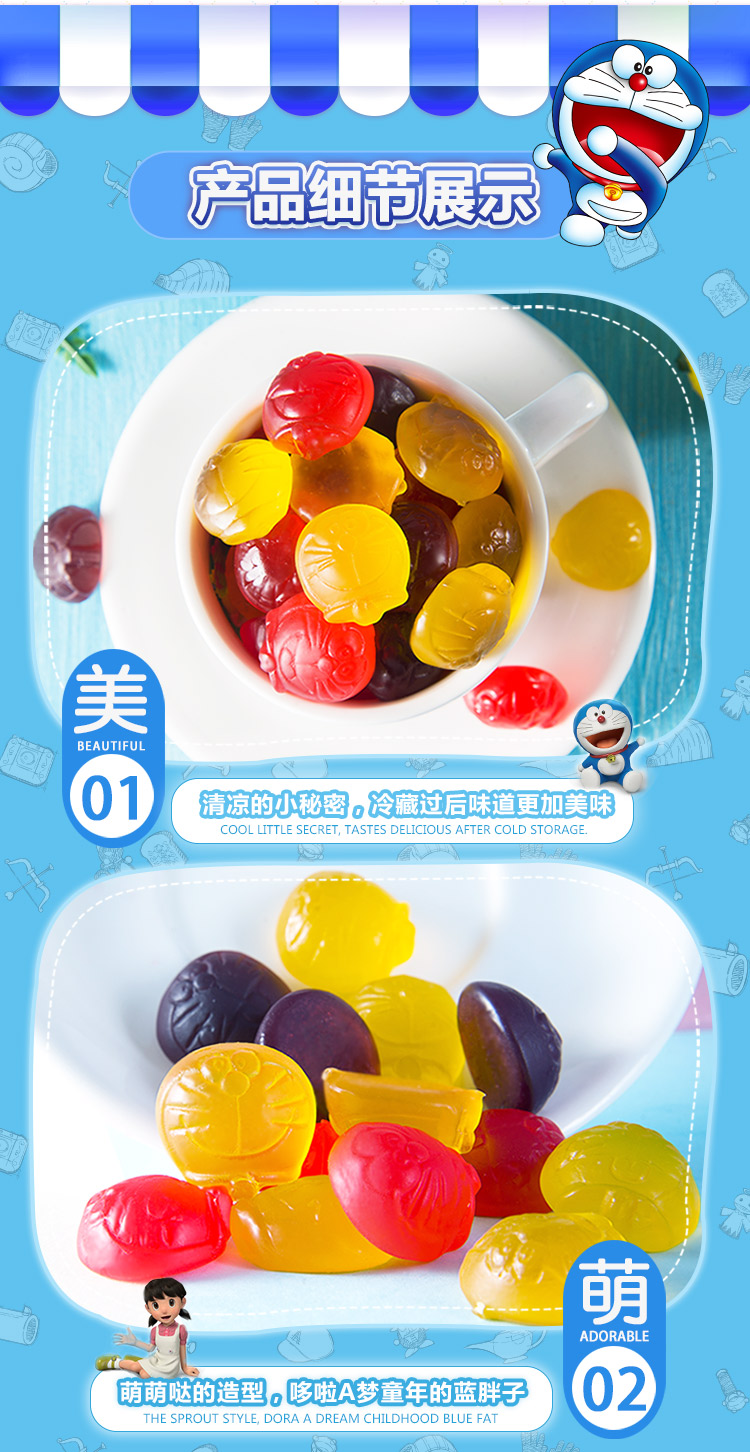 产品细节展示
美
BEAUTIFUL
01
清凉的小秘密，冷藏过后味道更加美味
COOL LITTLE SECRET, TASTES DELICIOUS AFTER COLD STORAGE.
萌
ADORABLE
02
萌萌哒的造型，哆啦A梦童年的蓝胖子
THE SPROUT STYLE, DORA A DREAM CHILDHOOD BLUE FAT